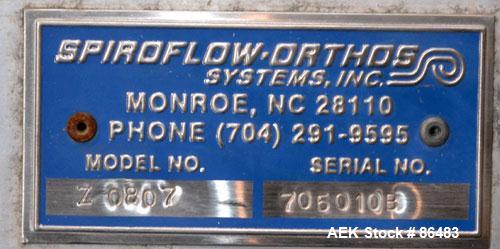 SPIROFLOW-ORTHOS
SYSTEMS, INC.
MONROE, NC 28110
PHONE (704) 291-9595
MODEL NO. SERIAL NO.
Z 0807 706010B
AEK Stock # 86483